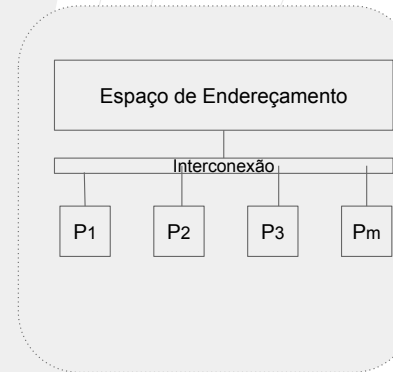 Espaço de Endereçamento
Interconexão
P1 P2 P3 Pm